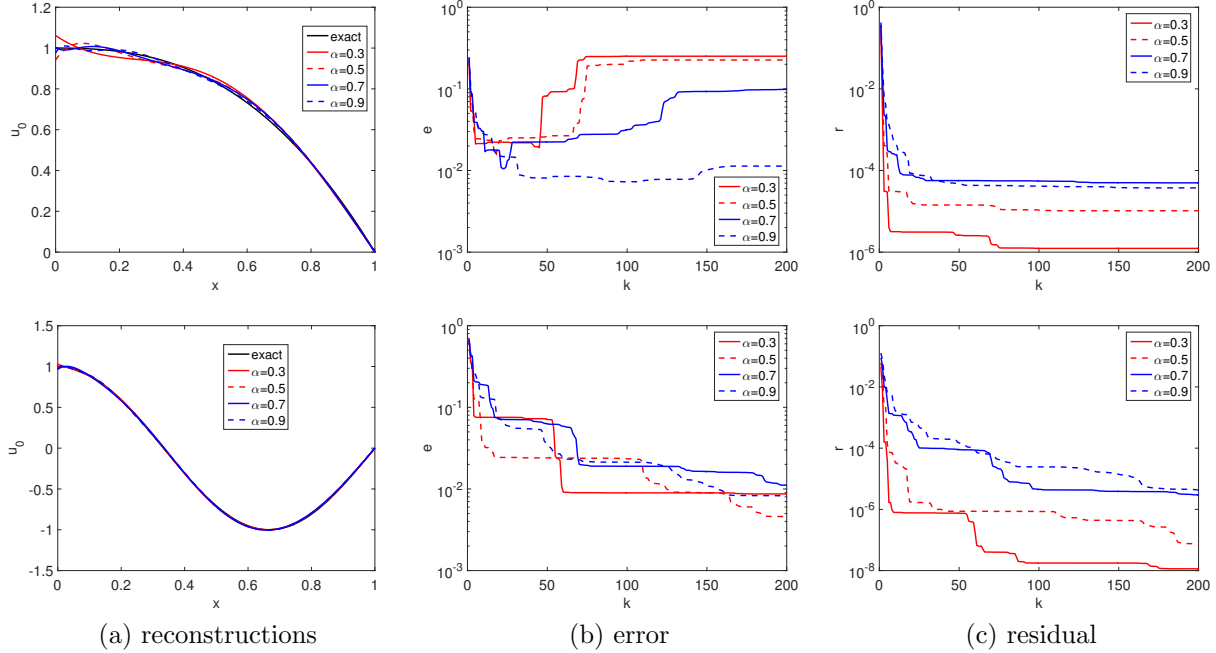 1.2
1
0.8
0.6
0.4
0.2
0
u0
0 0.2 0.4 0.6 0.8 1
x
exact
α=0.3
α=0.5
α=0.7
α=0.9
10^0
10^-1
10^-2
10^-3
e
0 50 100 150 200
k
α=0.3
α=0.5
α=0.7
α=0.9
10^0
10^-2
10^-4
10^-6
r
0 50 100 150 200
k
α=0.3
α=0.5
α=0.7
α=0.9
1.5
1
0.5
0
-0.5
-1
-1.5
u0
0 0.2 0.4 0.6 0.8 1
x
exact
α=0.3
α=0.5
α=0.7
α=0.9
10^0
10^-1
10^-2
10^-3
e
0 50 100 150 200
k
α=0.3
α=0.5
α=0.7
α=0.9
10^0
10^-2
10^-4
10^-6
10^-8
r
0 50 100 150 200
k
α=0.3
α=0.5
α=0.7
α=0.9
(a) reconstructions
(b) error
(c) residual